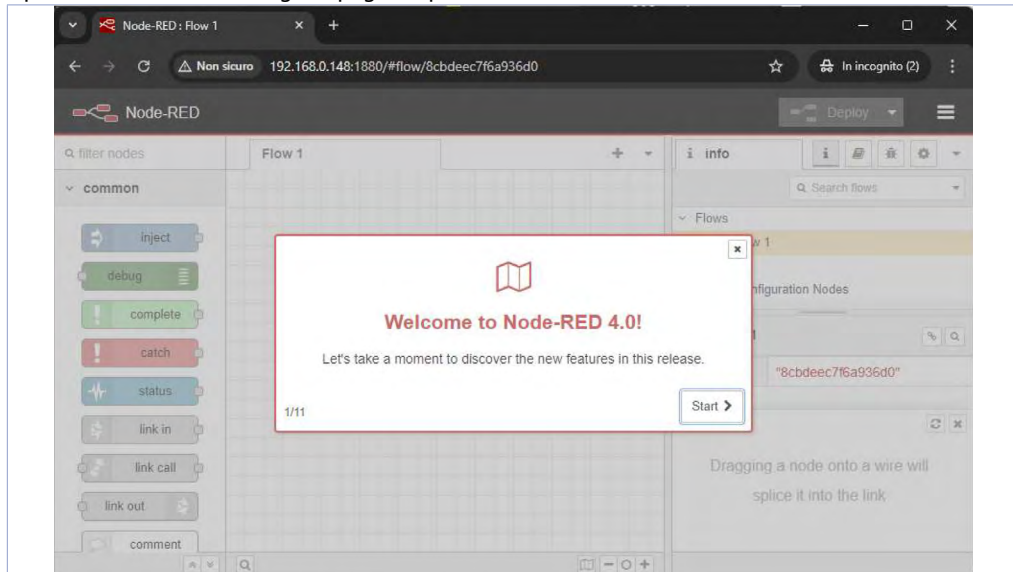 Node-RED : Flow 1
Non sicuro 192.168.0.148:1880/#flow/8cbdeec7f6a936d0 In incognito (2)
Node-RED Deploy
filter nodes Flow 1 i info
common
Search flows
Flows
inject
debug
Configuration Nodes
complete
Welcome to Node-RED 4.0!
catch
Let's take a moment to discover the new features in this release.
"8cbdeec7f6a936d0"
status
1/11 Start
link in
link call
Dragging a node onto a wire will
splice it into the link
link out
comment